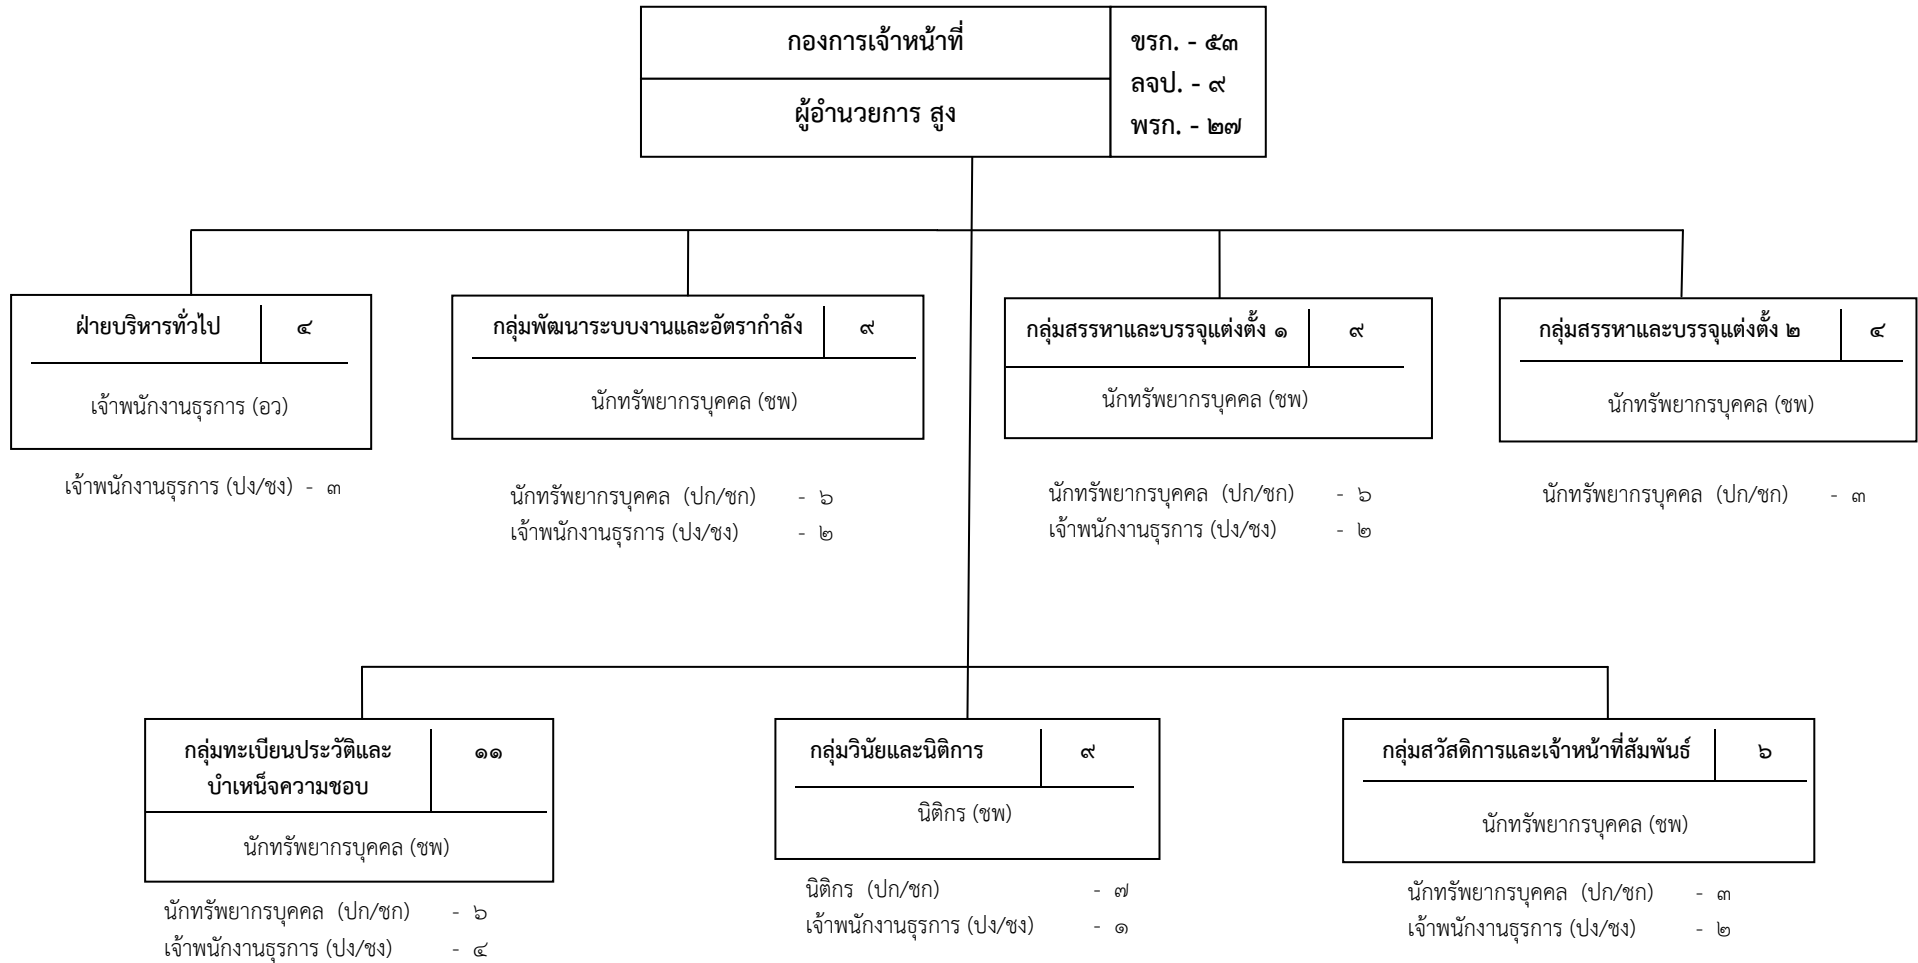 กองการเจ้าหน้าที่
ผู้อำนวยการ สูง
ขรก. - ๕๓
ลจป. - ๙
พรก. - ๒๗
ฝ่ายบริหารทั่วไป ๔
เจ้าพนักงานธุรการ (อว)
เจ้าพนักงานธุรการ (ปง/ชง) - ๓
กลุ่มพัฒนาระบบงานและอัตรากำลัง ๙
นักทรัพยากรบุคคล (ชพ)
นักทรัพยากรบุคคล (ปก/ชก) - ๖
เจ้าพนักงานธุรการ (ปง/ชง) - ๒
กลุ่มสรรหาและบรรจุแต่งตั้ง ๑ ๙
นักทรัพยากรบุคคล (ชพ)
นักทรัพยากรบุคคล (ปก/ชก) - ๖
เจ้าพนักงานธุรการ (ปง/ชง) - ๒
กลุ่มสรรหาและบรรจุแต่งตั้ง ๒ ๔
นักทรัพยากรบุคคล (ชพ)
นักทรัพยากรบุคคล (ปก/ชก) - ๓
กลุ่มทะเบียนประวัติและ ๑๑
บำเหน็จความชอบ
นักทรัพยากรบุคคล (ชพ)
นักทรัพยากรบุคคล (ปก/ชก) - ๖
เจ้าพนักงานธุรการ (ปง/ชง) - ๔
กลุ่มวินัยและนิติการ ๙
นิติกร (ชพ)
นิติกร (ปก/ชก) - ๗
เจ้าพนักงานธุรการ (ปง/ชง) - ๑
กลุ่มสวัสดิการและเจ้าหน้าที่สัมพันธ์ ๖
นักทรัพยากรบุคคล (ชพ)
นักทรัพยากรบุคคล (ปก/ชก) - ๓
เจ้าพนักงานธุรการ (ปง/ชง) - ๒